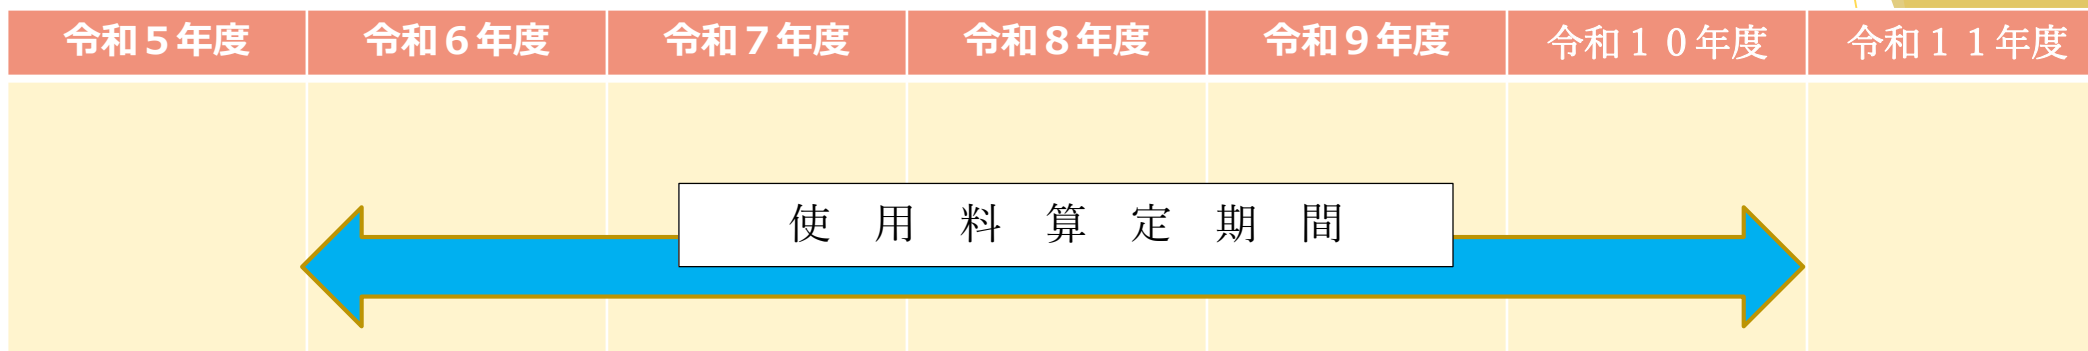 令和５年度 令和６年度 令和７年度 令和８年度 令和９年度 令和１０年度 令和１１年度
使 用 料 算 定 期 間